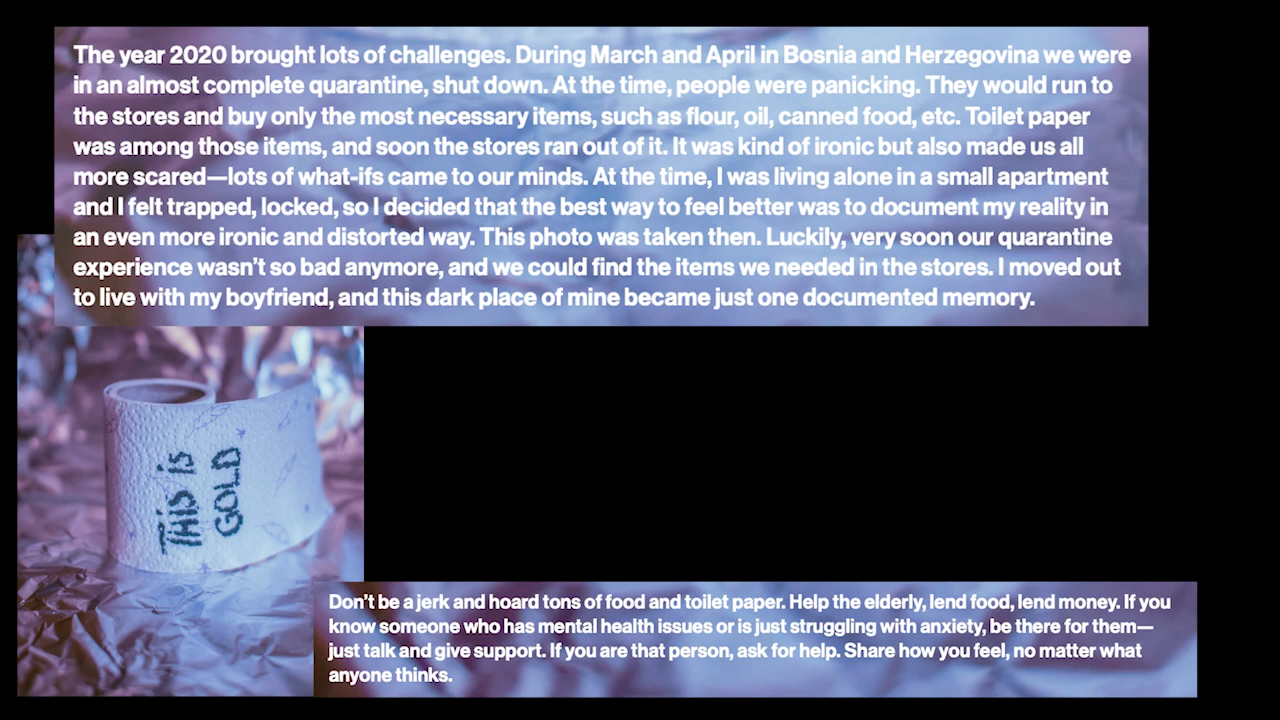 The year 2020 brought lots of challenges. During March and April in Bosnia and Herzegovina we were
in an almost complete quarantine, shut down. At the time, people were panicking. They would run to
the stores and buy only the most necessary items, such as flour, oil, canned food, etc. Toilet paper
was among those items, and soon the stores ran out of it. It was kind of ironic but also made us all
more scared—lots of what-ifs came to our minds. At the time, I was living alone in a small apartment
and I felt trapped, locked, so I decided that the best way to feel better was to document my reality in
an even more ironic and distorted way. This photo was taken then. Luckily, very soon our quarantine
experience wasn’t so bad anymore, and we could find the items we needed in the stores. I moved out
to live with my boyfriend, and this dark place of mine became just one documented memory.
THIS iS
GOLD
Don’t be a jerk and hoard tons of food and toilet paper. Help the elderly, lend food, lend money. If you
know someone who has mental health issues or is just struggling with anxiety, be there for them—
just talk and give support. If you are that person, ask for help. Share how you feel, no matter what
anyone thinks.